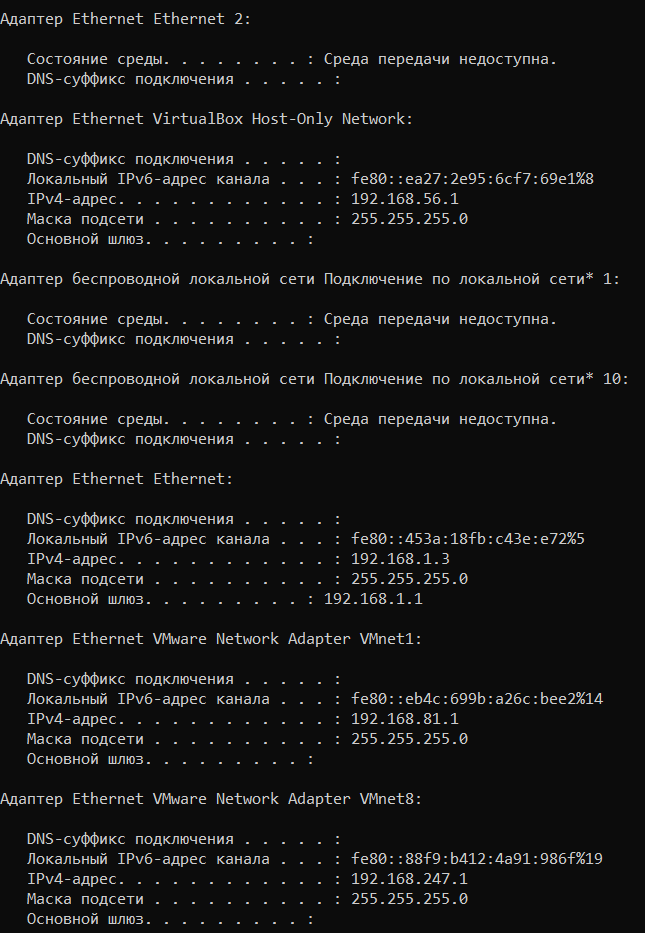 Адаптер Ethernet Ethernet 2:
Состояние среды. . . . . . . . : Среда передачи недоступна.
DNS-суффикс подключения . . . . . :
Адаптер Ethernet VirtualBox Host-Only Network:
DNS-суффикс подключения . . . . . :
Локальный IPv6-адрес канала . . . : fe80::ea27:2e95:6cf7:69e1%8
IPv4-адрес. . . . . . . . . . . . : 192.168.56.1
Маска подсети . . . . . . . . . . : 255.255.255.0
Основной шлюз. . . . . . . . . :
Адаптер беспроводной локальной сети Подключение по локальной сети* 1:
Состояние среды. . . . . . . . : Среда передачи недоступна.
DNS-суффикс подключения . . . . . :
Адаптер беспроводной локальной сети Подключение по локальной сети* 10:
Состояние среды. . . . . . . . : Среда передачи недоступна.
DNS-суффикс подключения . . . . . :
Адаптер Ethernet Ethernet:
DNS-суффикс подключения . . . . . :
Локальный IPv6-адрес канала . . . : fe80::453a:18fb:c43e:e72%5
IPv4-адрес. . . . . . . . . . . . : 192.168.1.3
Маска подсети . . . . . . . . . . : 255.255.255.0
Основной шлюз. . . . . . . . . : 192.168.1.1
Адаптер Ethernet VMware Network Adapter VMnet1:
DNS-суффикс подключения . . . . . :
Локальный IPv6-адрес канала . . . : fe80::eb4c:699b:a26c:bee2%14
IPv4-адрес. . . . . . . . . . . . : 192.168.81.1
Маска подсети . . . . . . . . . . : 255.255.255.0
Основной шлюз. . . . . . . . . :
Адаптер Ethernet VMware Network Adapter VMnet8:
DNS-суффикс подключения . . . . . :
Локальный IPv6-адрес канала . . . : fe80::88f9:b412:4a91:986f%19
IPv4-адрес. . . . . . . . . . . . : 192.168.247.1
Маска подсети . . . . . . . . . . : 255.255.255.0
Основной шлюз. . . . . . . . . :